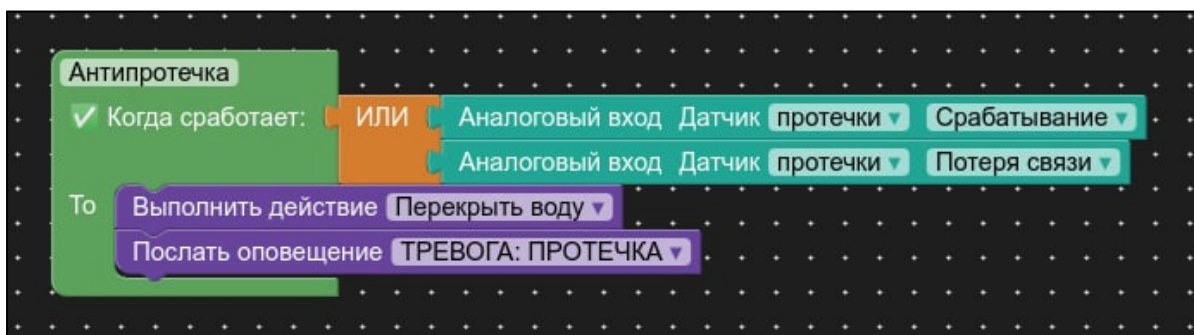 Антипротечка
Когда сработает: ИЛИ Аналоговый вход Датчик протечки Срабатывание
Аналоговый вход Датчик протечки Потеря связи
То Выполнить действие Перекрыть воду
Послать оповещение ТРЕВОГА: ПРОТЕЧКА